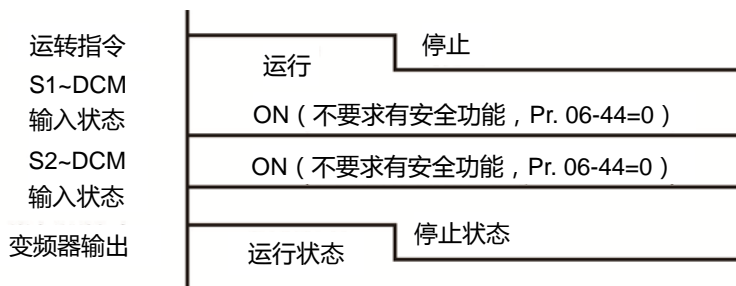 运转指令
运行
停止
S1~DCM
输入状态
ON（不要求有安全功能，Pr. 06-44=0）
S2~DCM
输入状态
ON（不要求有安全功能，Pr. 06-44=0）
变频器输出
运行状态
停止状态